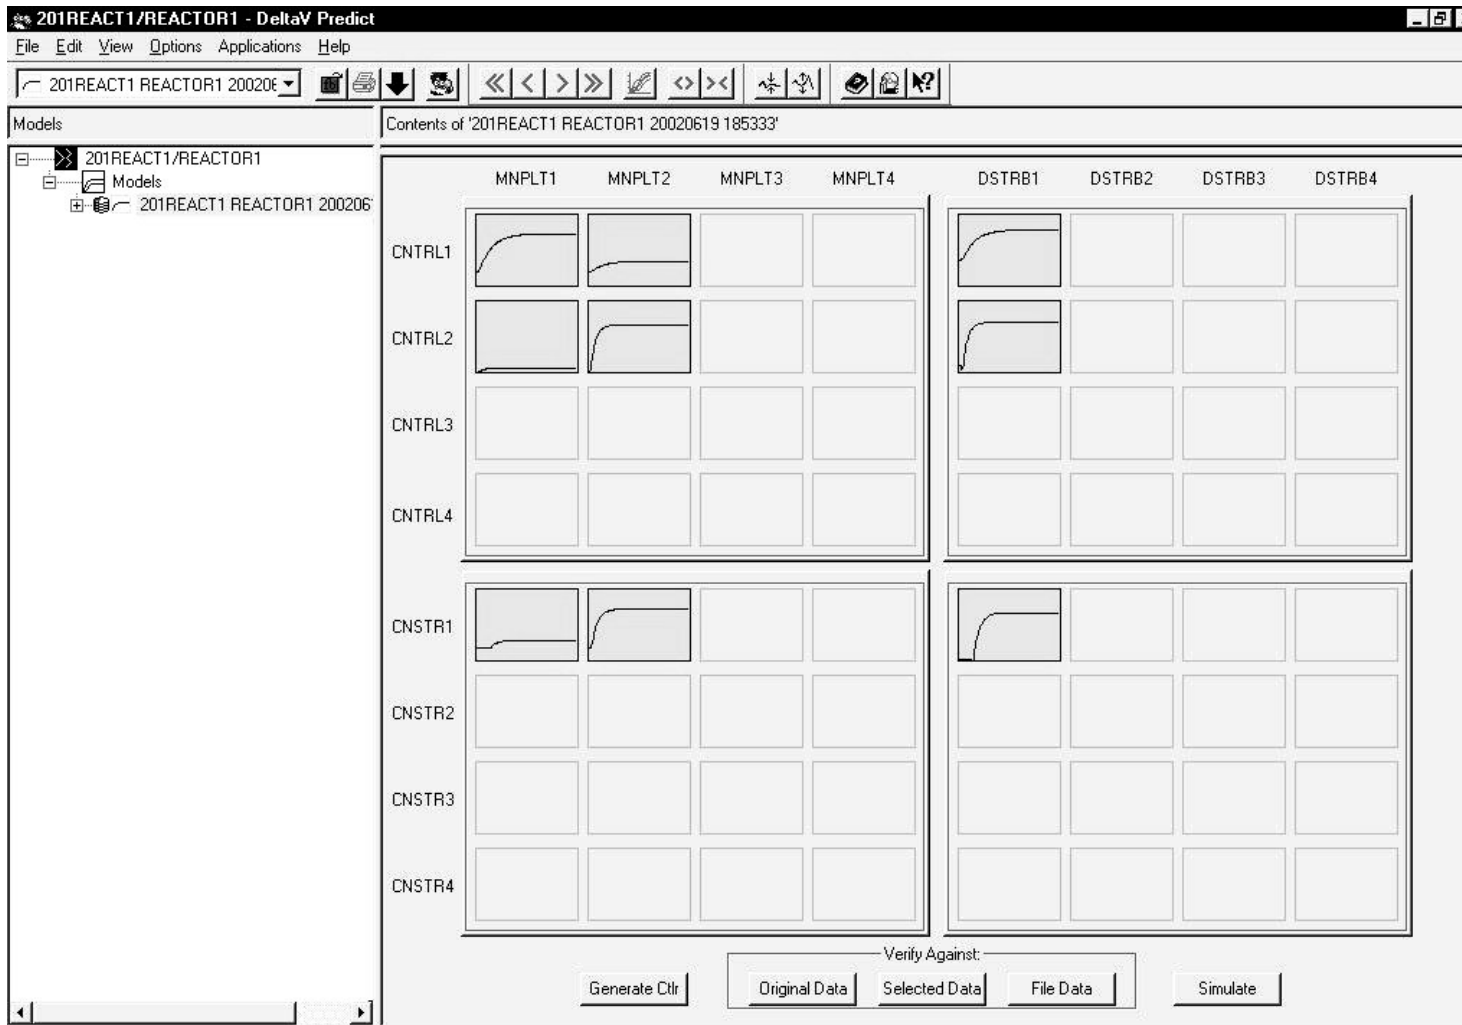 201REACT1/REACTOR1 - DeltaV Predict
File Edit View Options Applications Help
201REACT1 REACTOR1 200206
Models
Contents of '201REACT1 REACTOR1 20020619 185333'
201REACT1/REACTOR1
Models
201REACT1 REACTOR1 200206
MNPLT1 MNPLT2 MNPLT3 MNPLT4 DSTRB1 DSTRB2 DSTRB3 DSTRB4
CNTRL1
CNTRL2
CNTRL3
CNTRL4
CNSTR1
CNSTR2
CNSTR3
CNSTR4
Verify Against:
Generate Ctlr Original Data Selected Data File Data Simulate